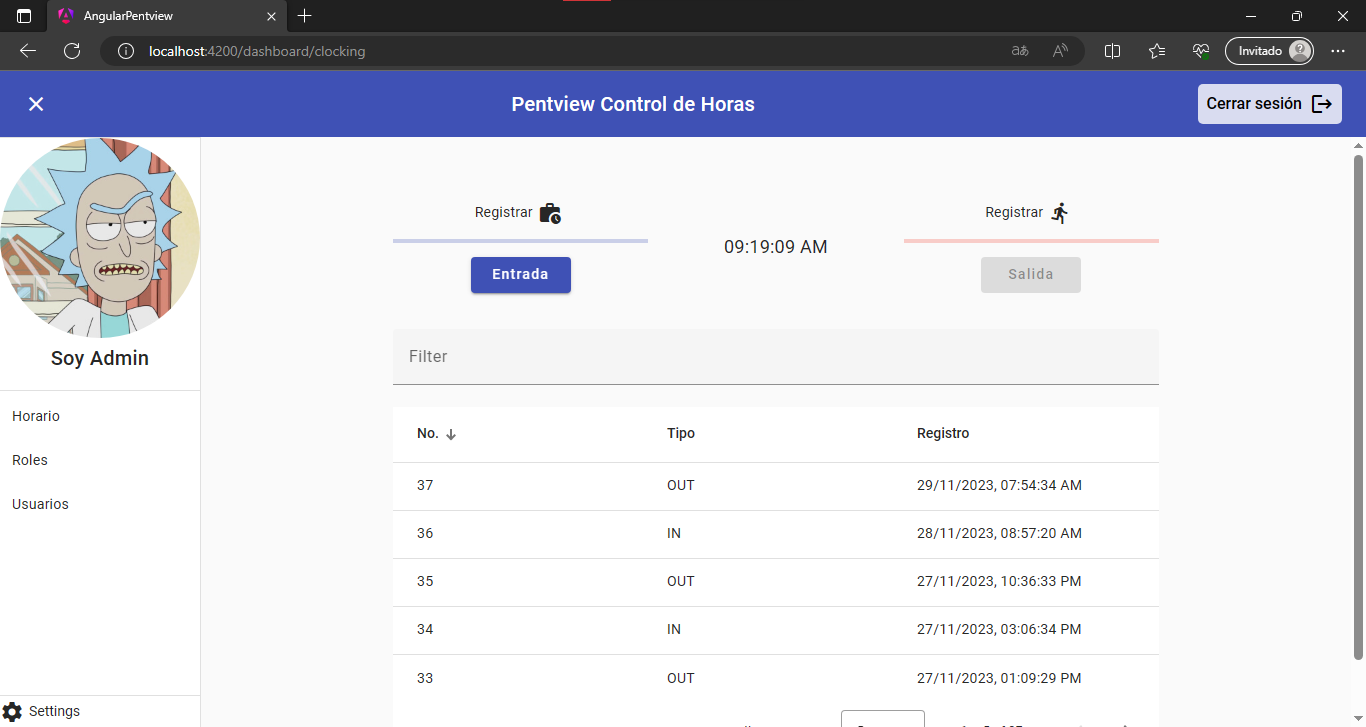 AngularPentview
localhost:4200/dashboard/clocking
Invitado
Pentview Control de Horas
Cerrar sesión
Soy Admin
Horario
Roles
Usuarios
Settings
Registrar
Entrada
09:19:09 AM
Registrar
Salida
Filter
No. Tipo Registro
37 OUT 29/11/2023, 07:54:34 AM
36 IN 28/11/2023, 08:57:20 AM
35 OUT 27/11/2023, 10:36:33 PM
34 IN 27/11/2023, 03:06:34 PM
33 OUT 27/11/2023, 01:09:29 PM